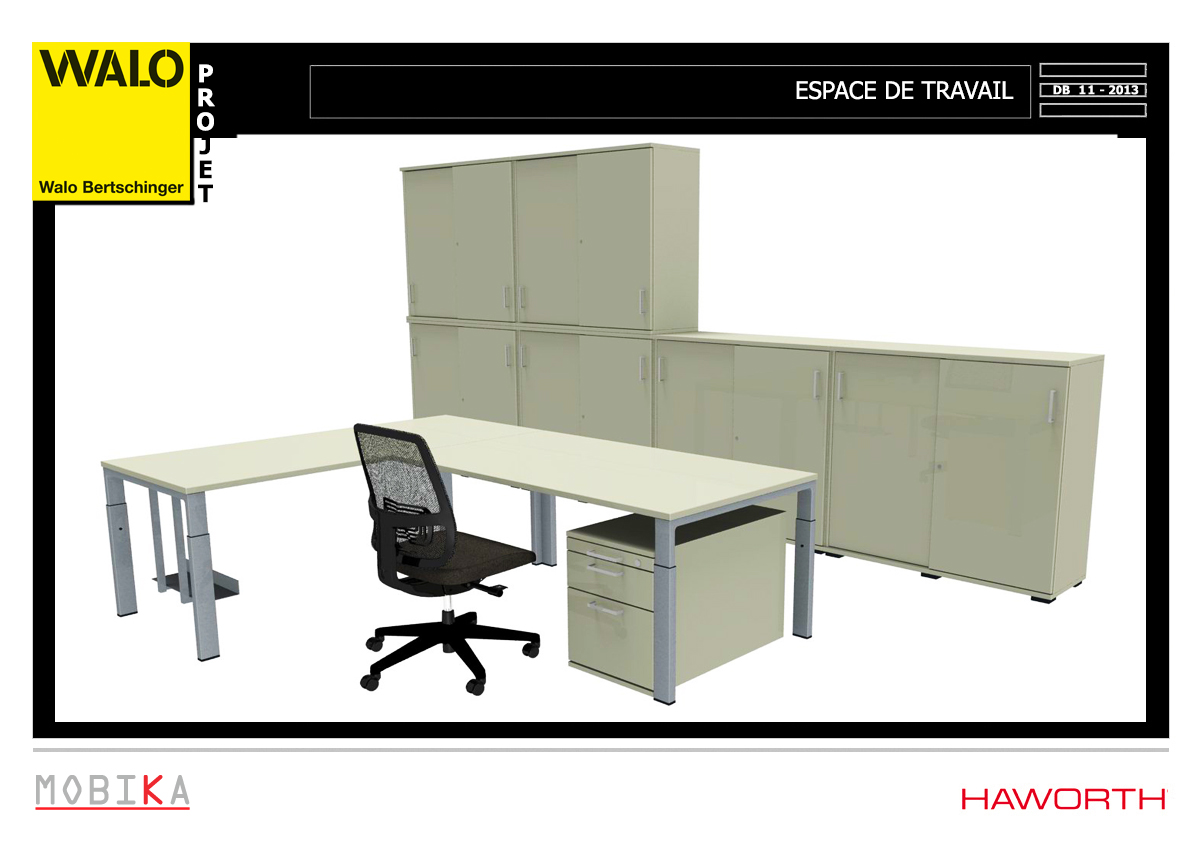 WALO
Walo Bertschinger
PROJET
ESPACE DE TRAVAIL
DB 11 - 2013
MOBIKA
HAWORTH